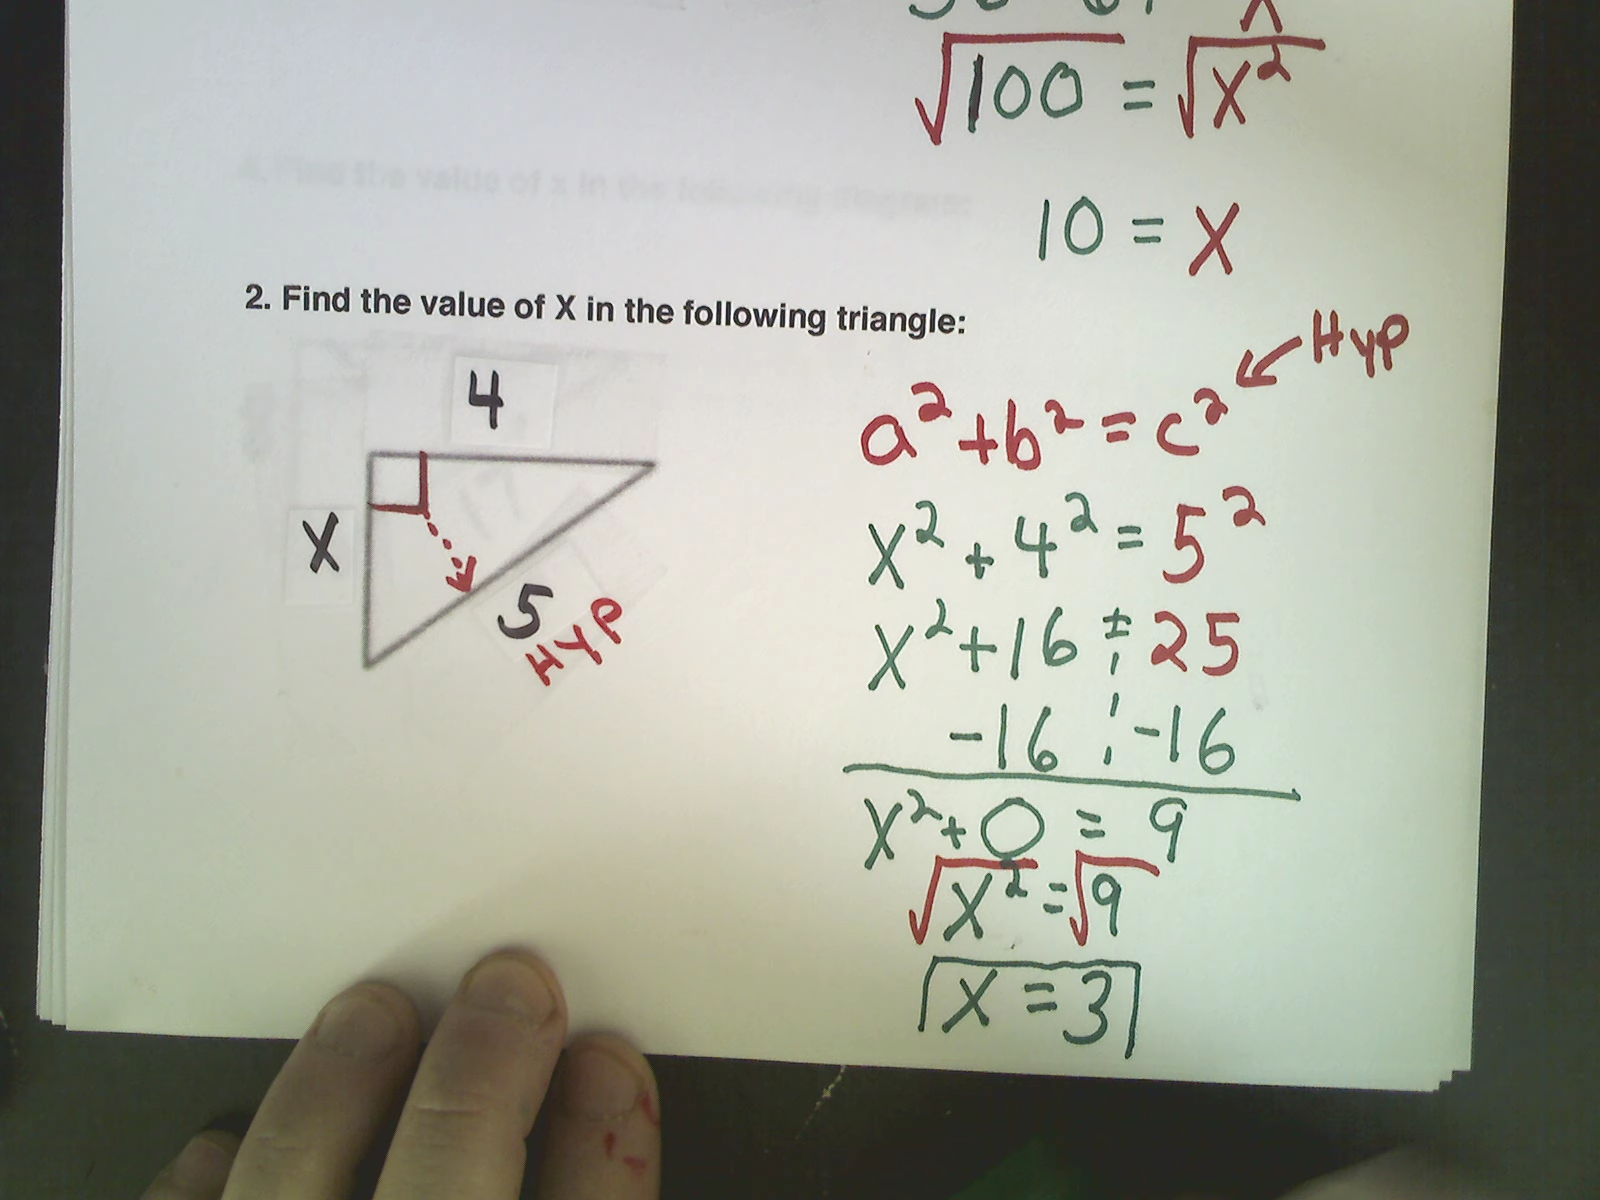 √100 = √x²
10 = x
2. Find the value of X in the following triangle:
4
X
5
HYP
Hyp
a² + b² = c²
x² + 4² = 5²
x² + 16 = 25
-16 -16
x² + 0 = 9
√x² = √9
x = 3